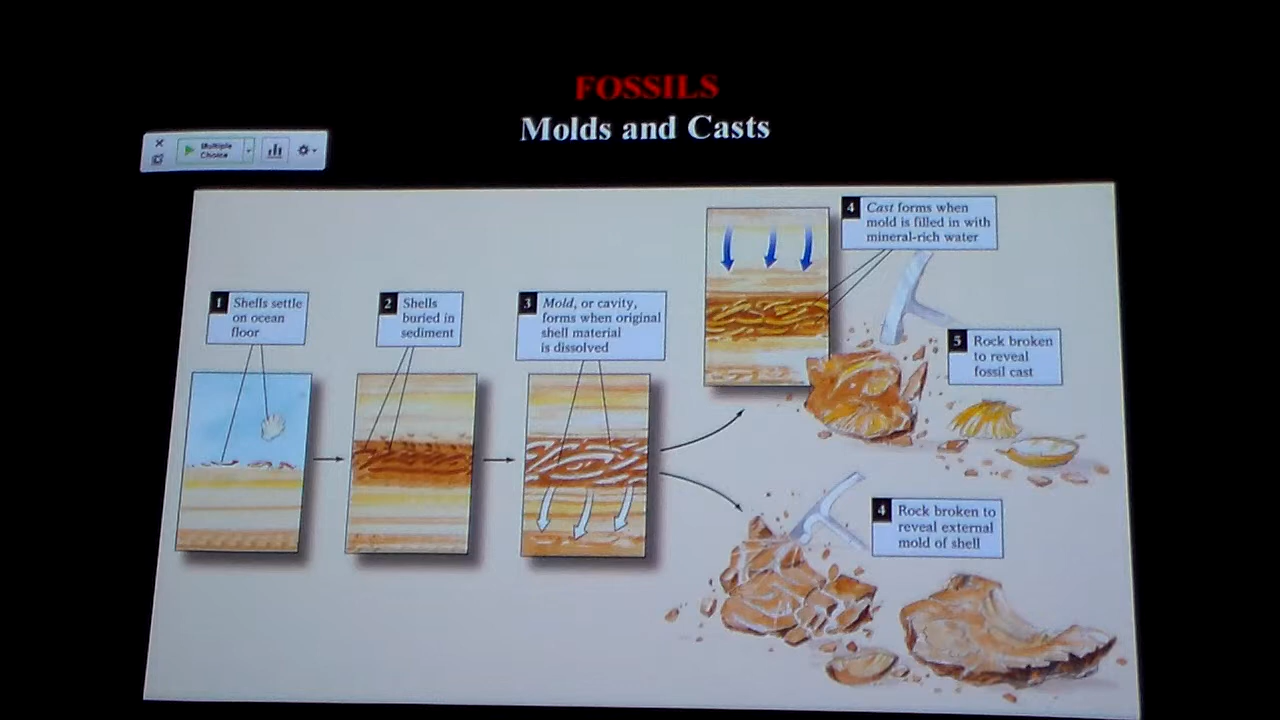 FOSSILS
Molds and Casts
Multiple
Choice
1 Shells settle
on ocean
floor
2 Shells
buried in
sediment
3 Mold, or cavity,
forms when original
shell material
is dissolved
4 Cast forms when
mold is filled in with
mineral-rich water
5 Rock broken
to reveal
fossil cast
4 Rock broken to
reveal external
mold of shell